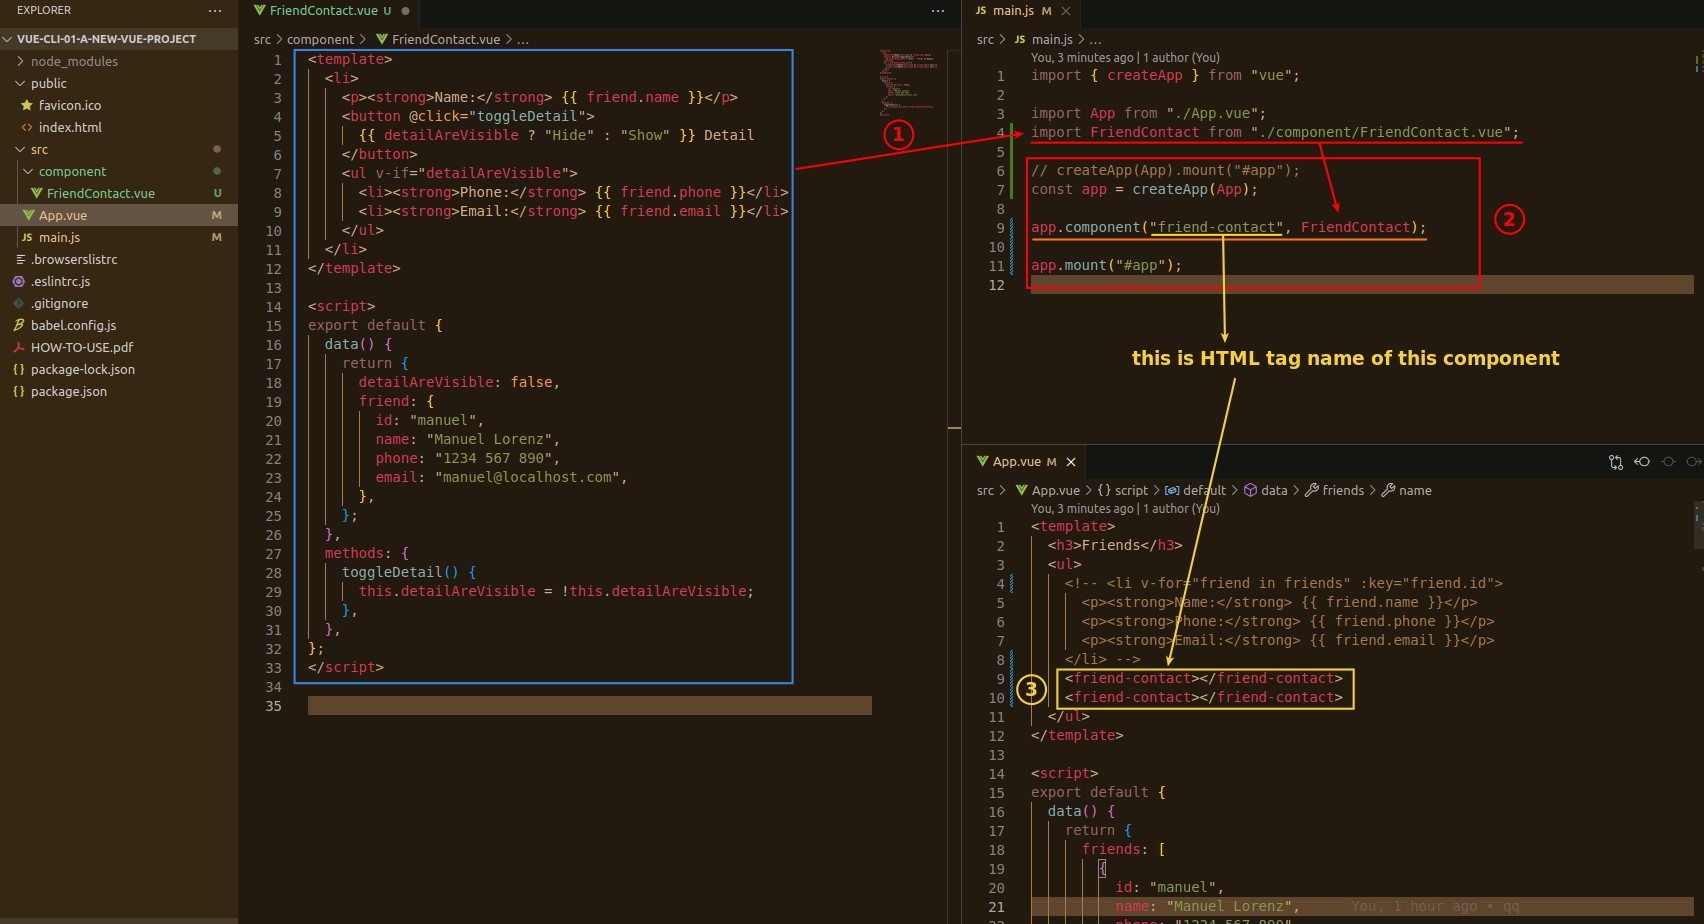 EXPLORER
VUE-CLI-01-A-NEW-VUE-PROJECT
node_modules
public
favicon.ico
index.html
src
component
FriendContact.vue U
App.vue M
main.js M
.browserslistrc
.eslintrc.js
.gitignore
babel.config.js
HOW-TO-USE.pdf
package-lock.json
package.json
FriendContact.vue U
src > component > FriendContact.vue > ...
1 <template>
2 <li>
3 <p><strong>Name:</strong> {{ friend.name }}</p>
4 <button @click="toggleDetail">
5 {{ detailAreVisible ? "Hide" : "Show" }} Detail
6 </button>
7 <ul v-if="detailAreVisible">
8 <li><strong>Phone:</strong> {{ friend.phone }}</li>
9 <li><strong>Email:</strong> {{ friend.email }}</li>
10 </ul>
11 </li>
12 </template>
13
14 <script>
15 export default {
16 data() {
17 return {
18 detailAreVisible: false,
19 friend: {
20 id: "manuel",
21 name: "Manuel Lorenz",
22 phone: "1234 567 890",
23 email: "manuel@localhost.com",
24 },
25 };
26 },
27 methods: {
28 toggleDetail() {
29 this.detailAreVisible = !this.detailAreVisible;
30 },
31 },
32 };
33 </script>
34
35
1
JS main.js M
src > JS main.js > ...
You, 3 minutes ago | 1 author (You)
1 import { createApp } from "vue";
2
3 import App from "./App.vue";
4 import FriendContact from "./component/FriendContact.vue";
5
6 // createApp(App).mount("#app");
7 const app = createApp(App);
8
9 app.component("friend-contact", FriendContact);
10
11 app.mount("#app");
12
2
this is HTML tag name of this component
App.vue M
src > App.vue > {} script > default > data > friends > name
You, 3 minutes ago | 1 author (You)
1 <template>
2 <h3>Friends</h3>
3 <ul>
4 <!-- <li v-for="friend in friends" :key="friend.id">
5 <p><strong>Name:</strong> {{ friend.name }}</p>
6 <p><strong>Phone:</strong> {{ friend.phone }}</p>
7 <p><strong>Email:</strong> {{ friend.email }}</p>
8 </li> -->
9 <friend-contact></friend-contact>
10 <friend-contact></friend-contact>
3
11 </ul>
12 </template>
13
14 <script>
15 export default {
16 data() {
17 return {
18 friends: [
19 {
20 id: "manuel",
21 name: "Manuel Lorenz", You, 1 hour ago • qq
22 phone: "1234 567 890",